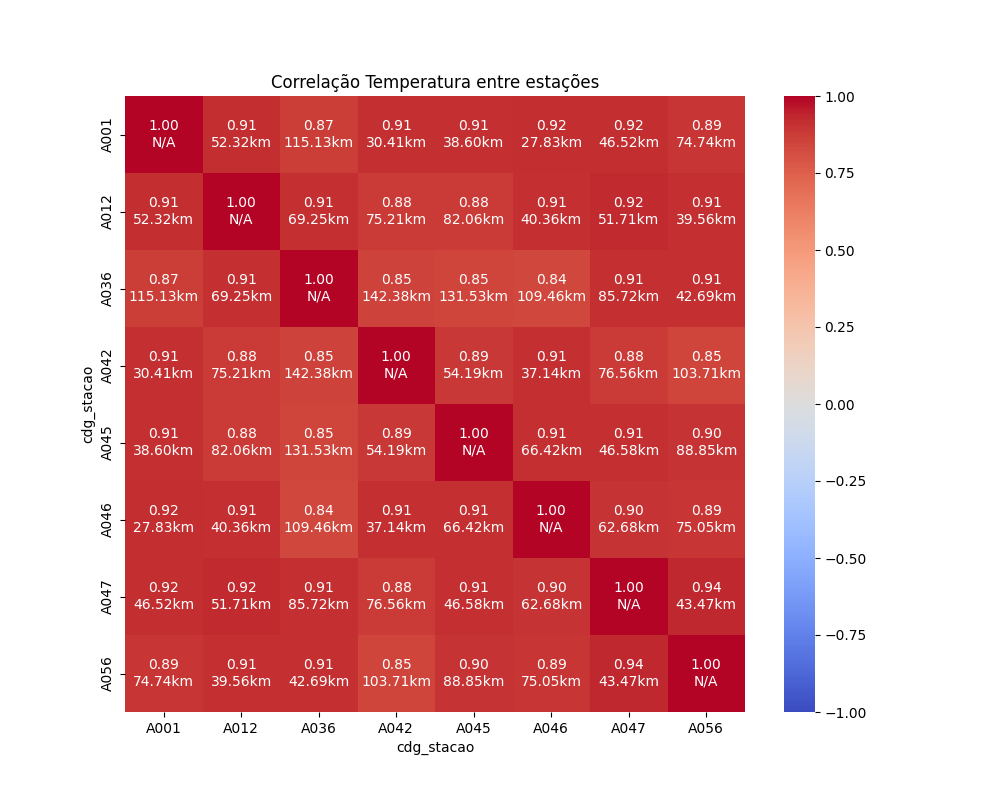 Correlação Temperatura entre estações
A001
1.00 0.91 0.87 0.91 0.91 0.92 0.92 0.89
N/A 52.32km 115.13km 30.41km 38.60km 27.83km 46.52km 74.74km
A012
0.91 1.00 0.91 0.88 0.88 0.91 0.92 0.91
52.32km N/A 69.25km 75.21km 82.06km 40.36km 51.71km 39.56km
A036
0.87 0.91 1.00 0.85 0.85 0.84 0.91 0.91
115.13km 69.25km N/A 142.38km 131.53km 109.46km 85.72km 42.69km
A042
0.91 0.88 0.85 1.00 0.89 0.91 0.88 0.85
30.41km 75.21km 142.38km N/A 54.19km 37.14km 76.56km 103.71km
A045
0.91 0.88 0.85 0.89 1.00 0.91 0.91 0.90
38.60km 82.06km 131.53km 54.19km N/A 66.42km 46.58km 88.85km
A046
0.92 0.91 0.84 0.91 0.91 1.00 0.90 0.89
27.83km 40.36km 109.46km 37.14km 66.42km N/A 62.68km 75.05km
A047
0.92 0.92 0.91 0.88 0.91 0.90 1.00 0.94
46.52km 51.71km 85.72km 76.56km 46.58km 62.68km N/A 43.47km
A056
0.89 0.91 0.91 0.85 0.90 0.89 0.94 1.00
74.74km 39.56km 42.69km 103.71km 88.85km 75.05km 43.47km N/A
cdg_stacao
A001 A012 A036 A042 A045 A046 A047 A056
cdg_stacao
1.00
0.75
0.50
0.25
0.00
−0.25
−0.50
−0.75
−1.00